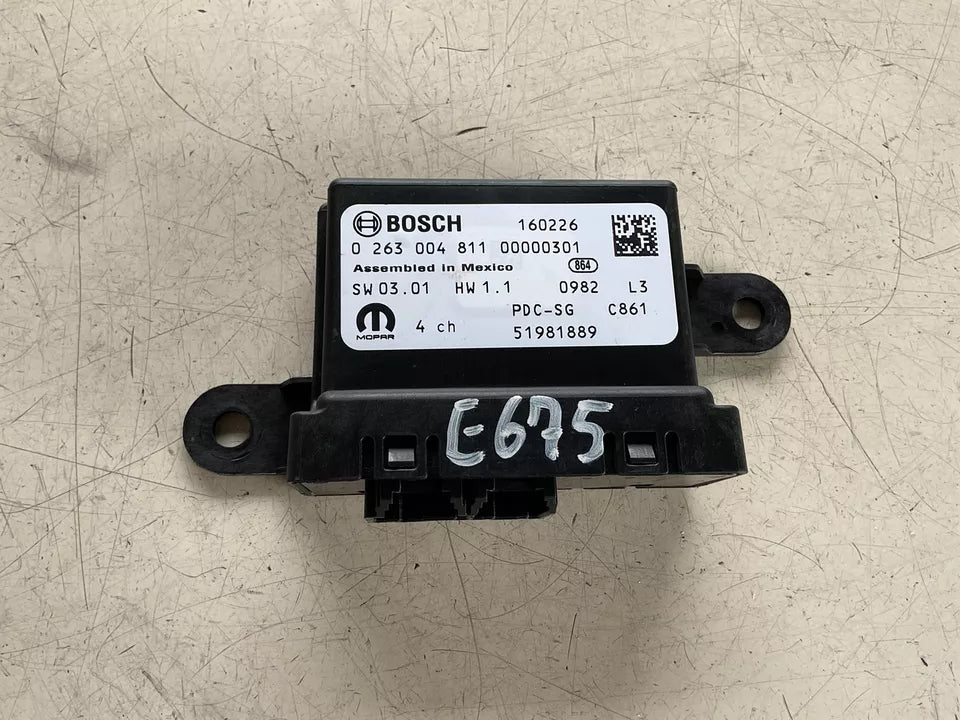 BOSCH 160226
0 263 004 811 00000301
Assembled in Mexico 864
SW 03.01 HW 1.1 0982 L3
PDC-SG C861
MOPAR 4 ch 51981889
E675